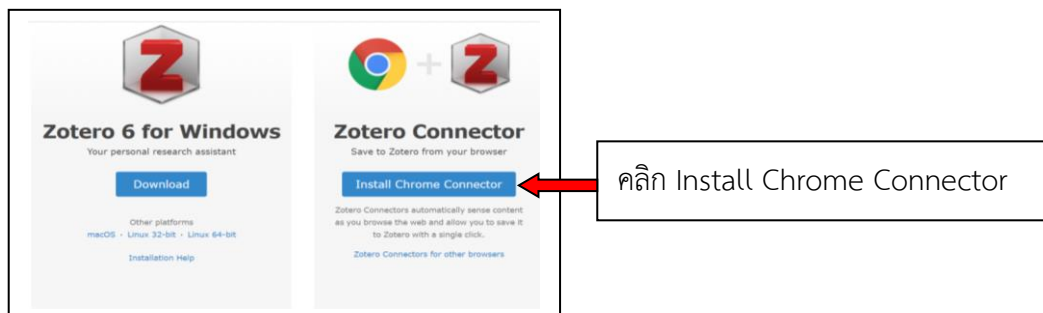 Zotero 6 for Windows
Your personal research assistant
Download
Other platforms
macOS · Linux 32-bit · Linux 64-bit
Installation Help
Zotero Connector
Save to Zotero from your browser
Install Chrome Connector
Zotero Connectors automatically sense content
as you browse the web and allow you to save it
to Zotero with a single click.
Zotero Connectors for other browsers
คลิก Install Chrome Connector